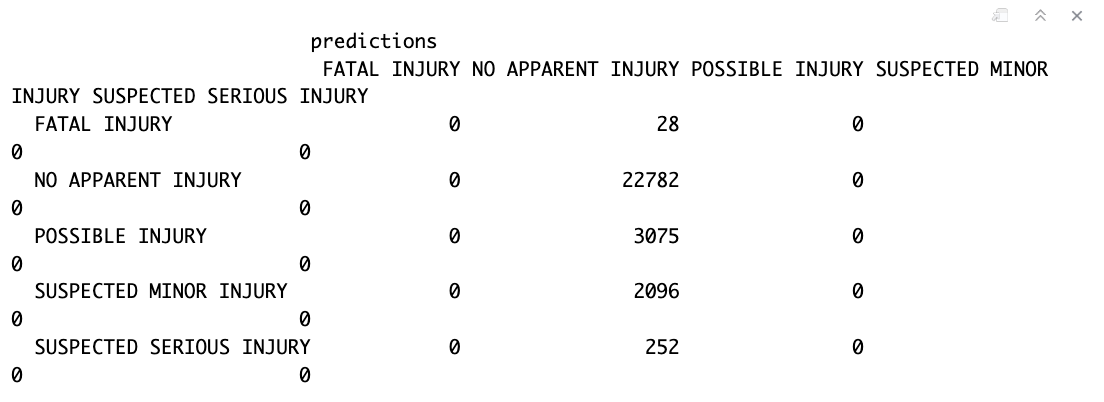 predictions
FATAL INJURY NO APPARENT INJURY POSSIBLE INJURY SUSPECTED MINOR
INJURY SUSPECTED SERIOUS INJURY
FATAL INJURY 0 28 0
0 0
NO APPARENT INJURY 0 22782 0
0 0
POSSIBLE INJURY 0 3075 0
0 0
SUSPECTED MINOR INJURY 0 2096 0
0 0
SUSPECTED SERIOUS INJURY 0 252 0
0 0